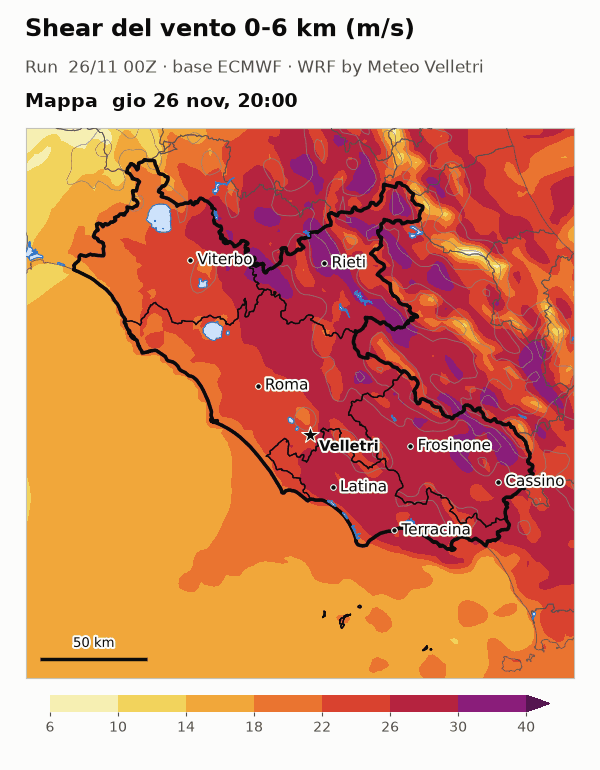 Shear del vento 0-6 km (m/s)
Run 26/11 00Z · base ECMWF · WRF by Meteo Velletri
Mappa gio 26 nov, 20:00
Viterbo
Rieti
Roma
Velletri
Frosinone
Latina
Cassino
Terracina
50 km
6 10 14 18 22 26 30 40